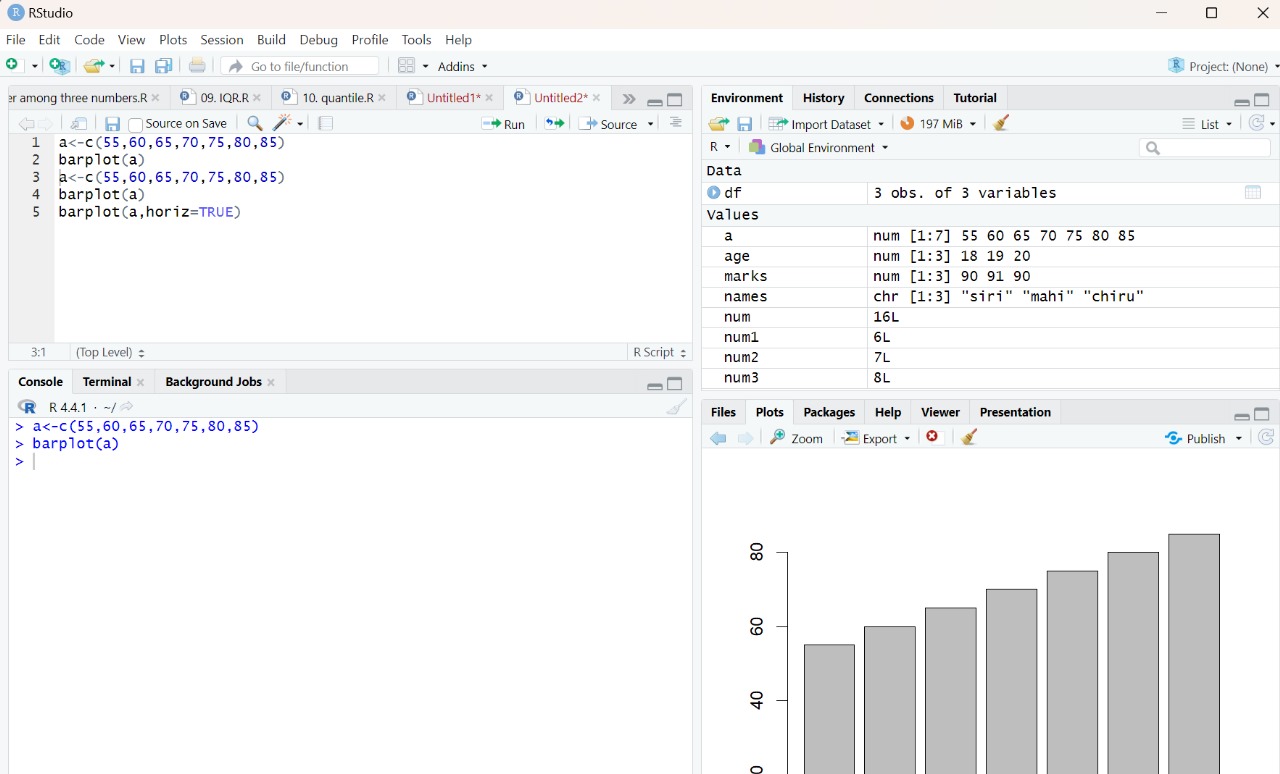 RStudio
File Edit Code View Plots Session Build Debug Profile Tools Help
Go to file/function Addins Project: (None)
er among three numbers.R 09. IQR.R 10. quantile.R Untitled1* Untitled2*
Source on Save Run Source
1 a<-c(55,60,65,70,75,80,85)
2 barplot(a)
3 a<-c(55,60,65,70,75,80,85)
4 barplot(a)
5 barplot(a,horiz=TRUE)
3:1 (Top Level) R Script
Console Terminal Background Jobs
R 4.4.1 · ~/
> a<-c(55,60,65,70,75,80,85)
> barplot(a)
>
Environment History Connections Tutorial
Import Dataset 197 MiB List
R Global Environment
Data
df 3 obs. of 3 variables
Values
a num [1:7] 55 60 65 70 75 80 85
age num [1:3] 18 19 20
marks num [1:3] 90 91 90
names chr [1:3] "siri" "mahi" "chiru"
num 16L
num1 6L
num2 7L
num3 8L
Files Plots Packages Help Viewer Presentation
Zoom Export Publish
80
60
40